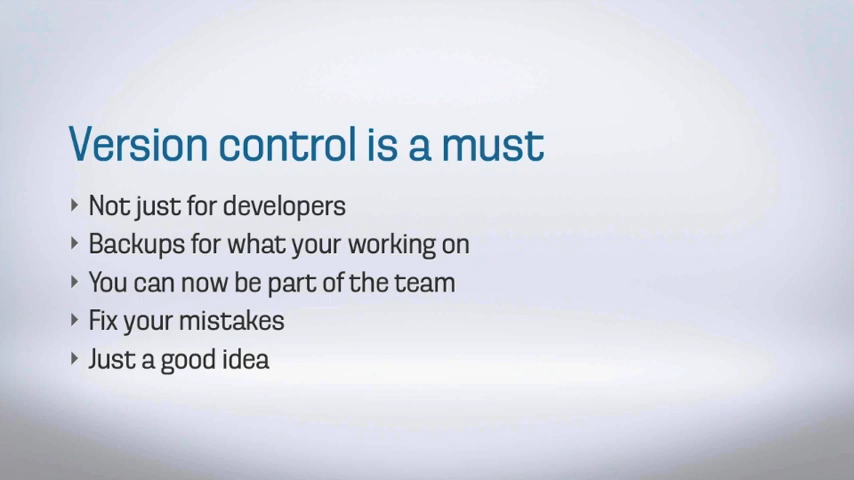 Version control is a must
Not just for developers
Backups for what your working on
You can now be part of the team
Fix your mistakes
Just a good idea